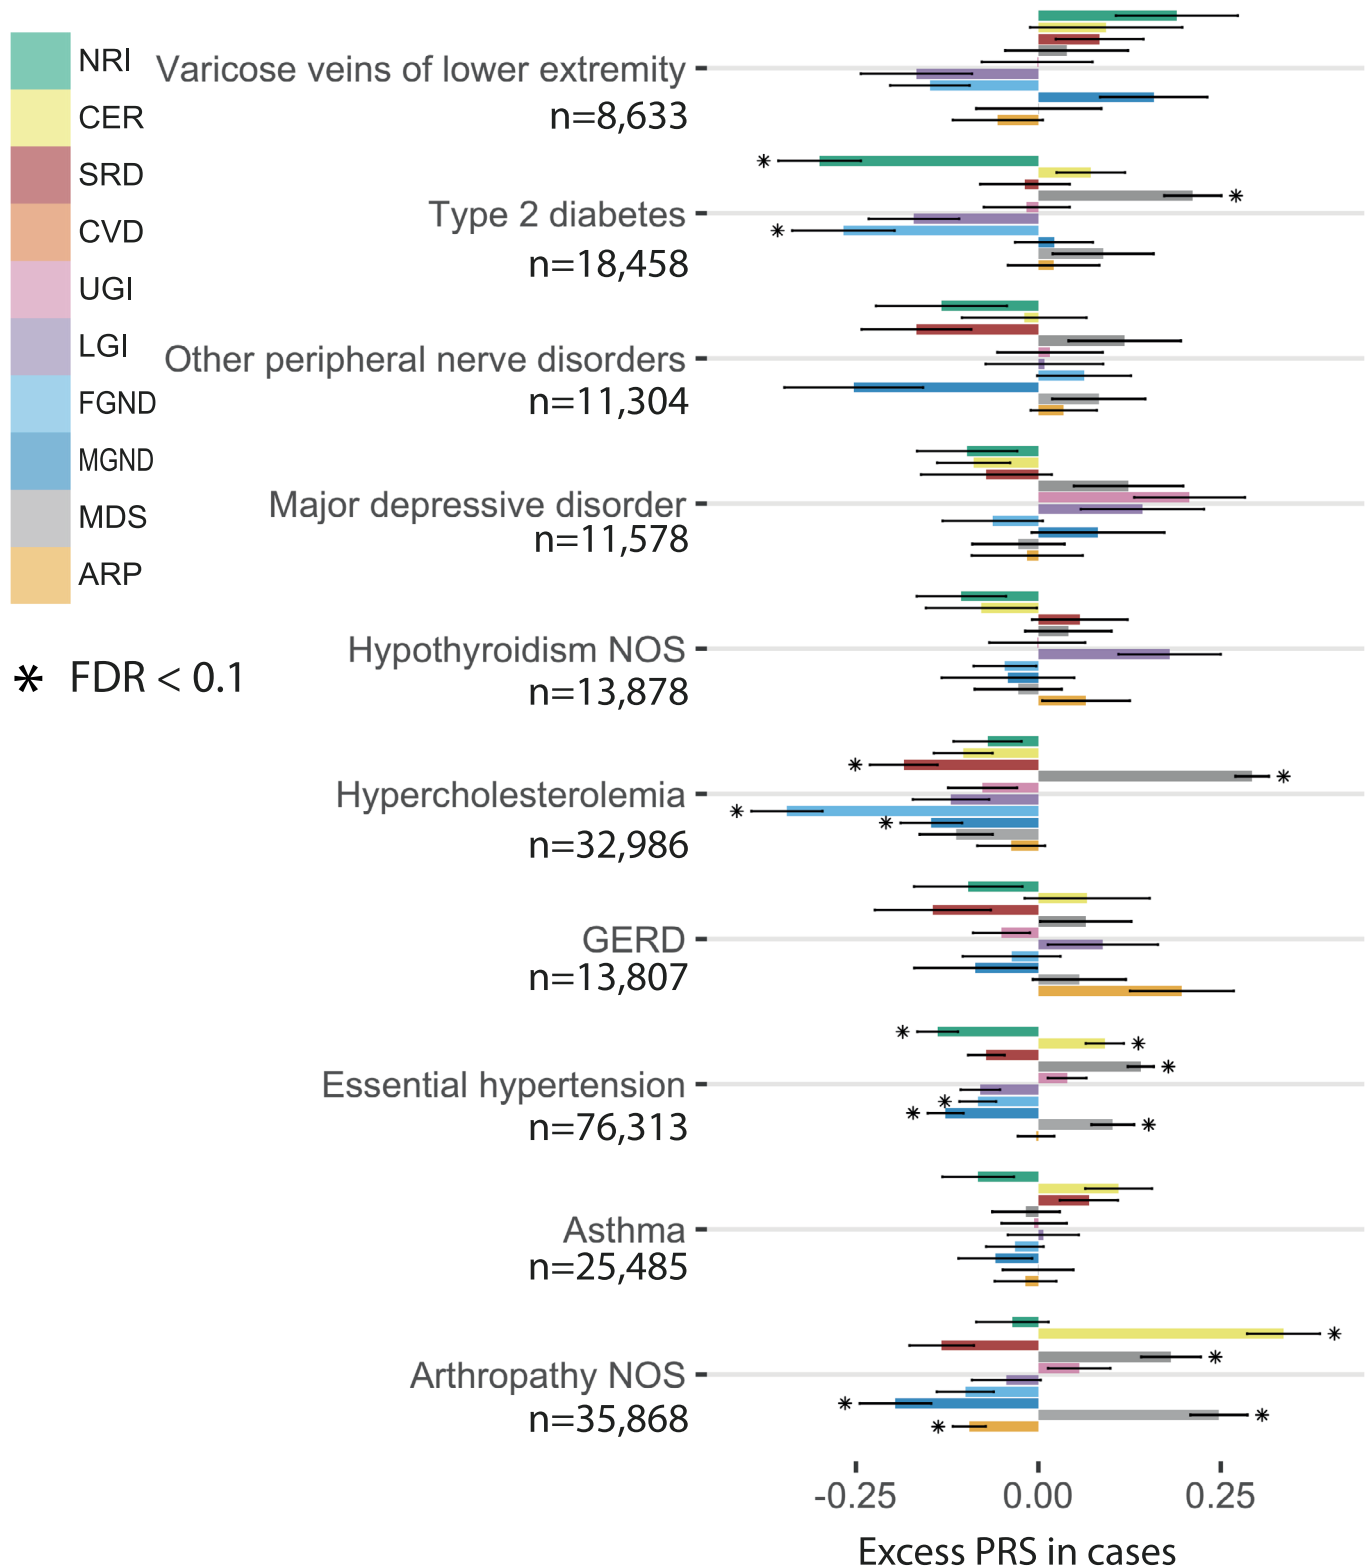 NRI
CER
SRD
CVD
UGI
LGI
FGND
MGND
MDS
ARP
* FDR < 0.1
Varicose veins of lower extremity
n=8,633
Type 2 diabetes
n=18,458
Other peripheral nerve disorders
n=11,304
Major depressive disorder
n=11,578
Hypothyroidism NOS
n=13,878
Hypercholesterolemia
n=32,986
GERD
n=13,807
Essential hypertension
n=76,313
Asthma
n=25,485
Arthropathy NOS
n=35,868
-0.25 0.00 0.25
Excess PRS in cases